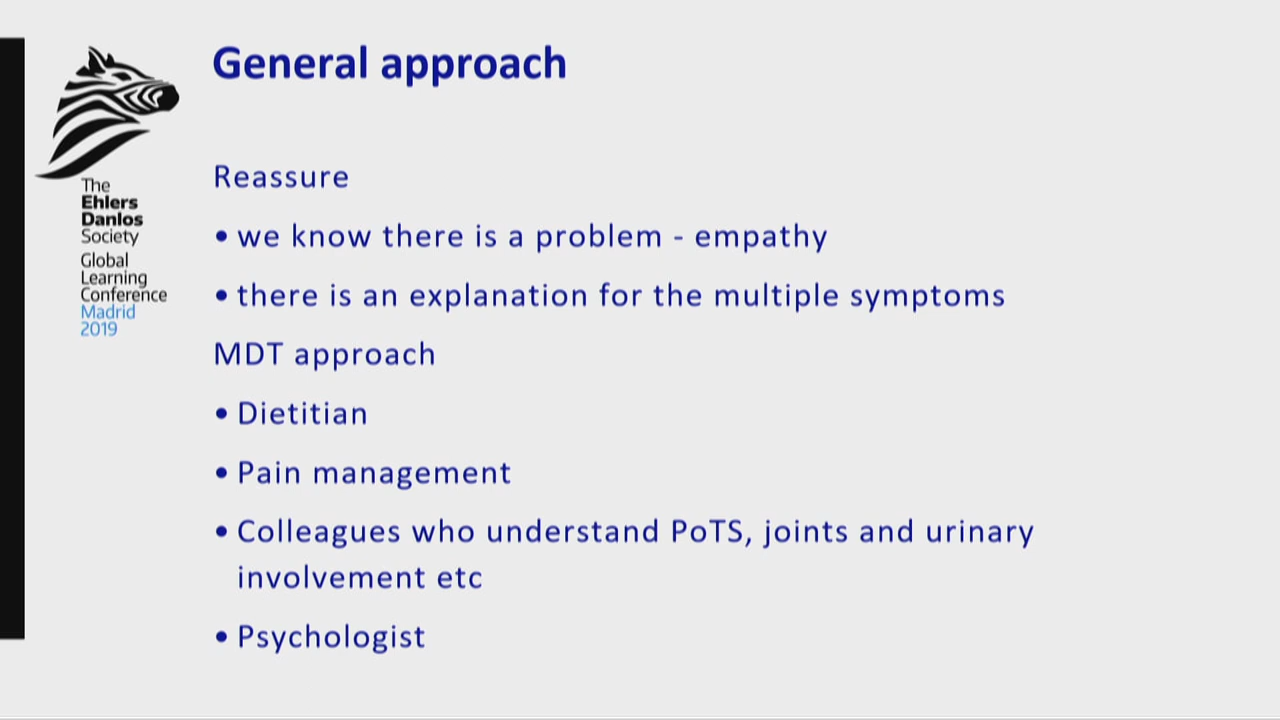 General approach
The
Ehlers
Danlos
Society
Global
Learning
Conference
Madrid
2019
Reassure
• we know there is a problem - empathy
• there is an explanation for the multiple symptoms
MDT approach
• Dietitian
• Pain management
• Colleagues who understand PoTS, joints and urinary
involvement etc
• Psychologist